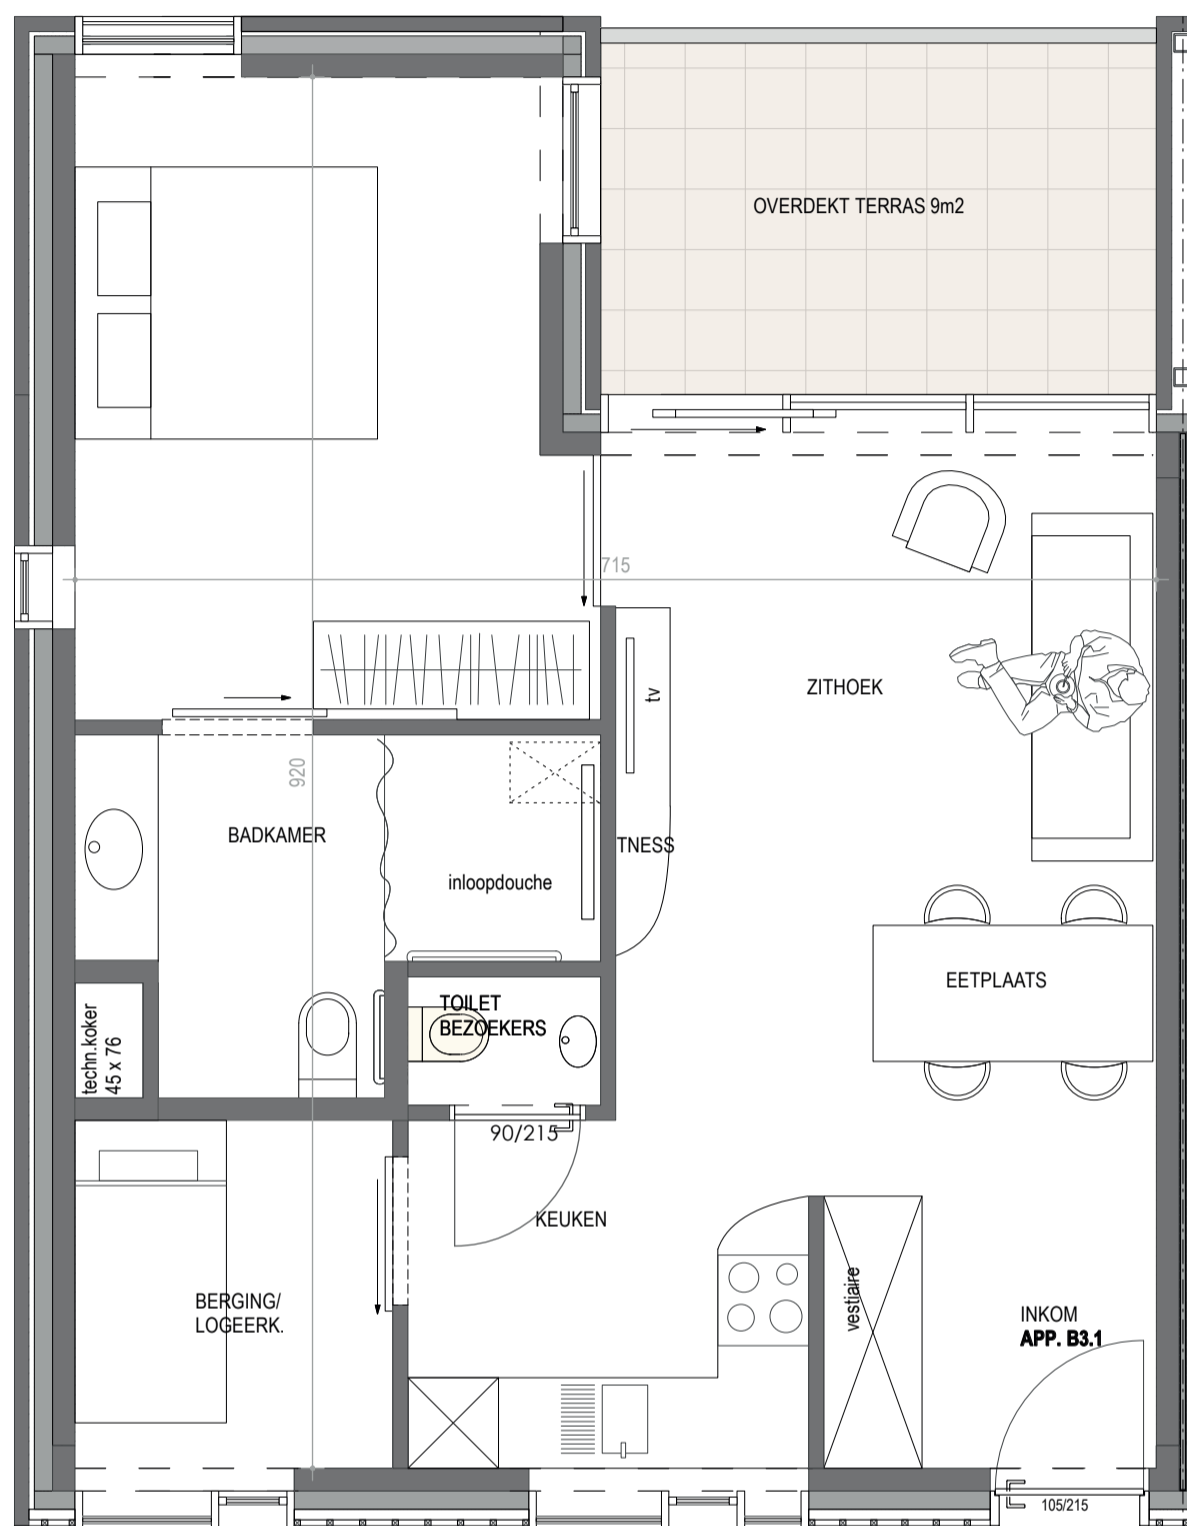 OVERDEKT TERRAS 9m2
715
ZITHOEK
tv
920
BADKAMER
TNESS
inloopdouche
EETPLAATS
TOILET
BEZOEKERS
techn.koker
45 x 76
90/215
KEUKEN
BERGING/
LOGEERK.
vestiaire
INKOM
APP. B3.1
105/215